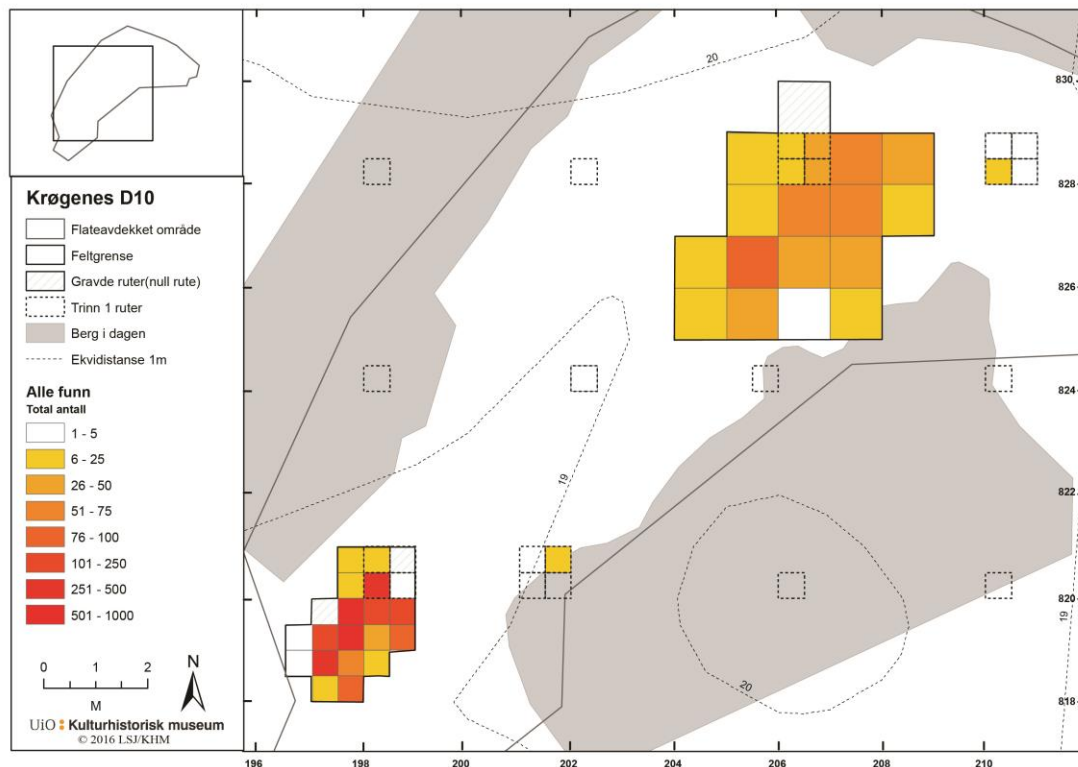 Krøgenes D10
Flateavdekket område
Feltgrense
Gravde ruter(null rute)
Trinn 1 ruter
Berg i dagen
Ekvidistanse 1m
Alle funn
Total antall
1 - 5
6 - 25
26 - 50
51 - 75
76 - 100
101 - 250
251 - 500
501 - 1000
0 1 2
M
N
UiO : Kulturhistorisk museum
© 2016 LSJ/KHM
20
19
20
19
830
828
826
824
822
820
818
196 198 200 202 204 206 208 210